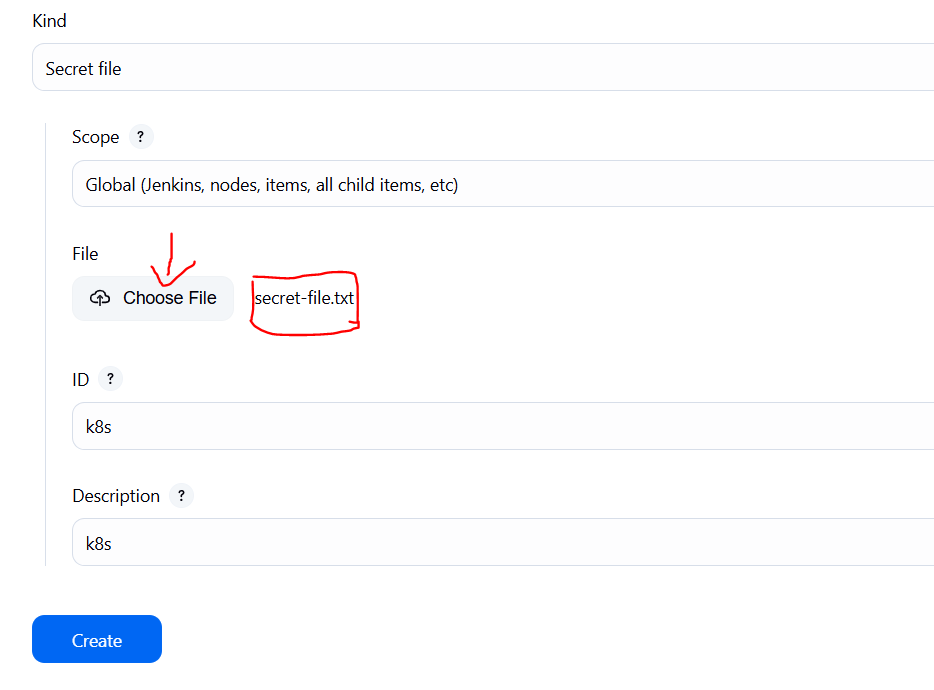 Kind
Secret file
Scope ?
Global (Jenkins, nodes, items, all child items, etc)
File
Choose File secret-file.txt
ID ?
k8s
Description ?
k8s
Create